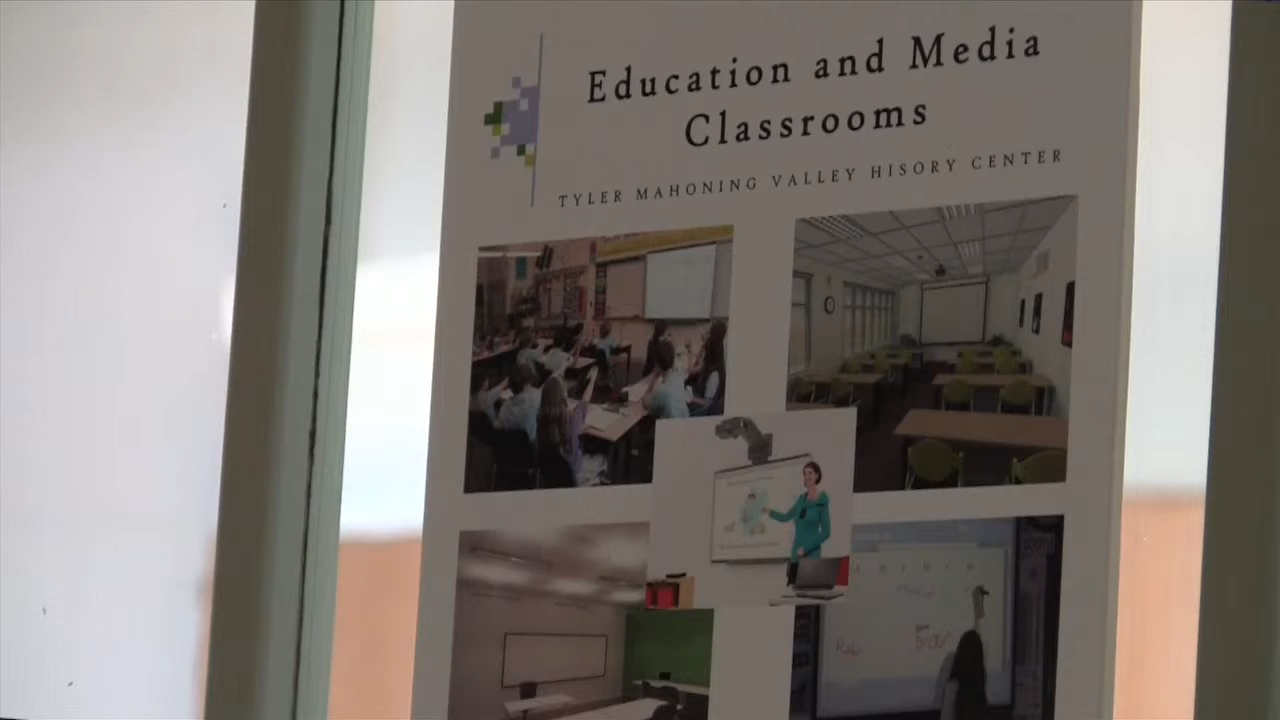 Education and Media
Classrooms
TYLER MAHONING VALLEY HISORY CENTER